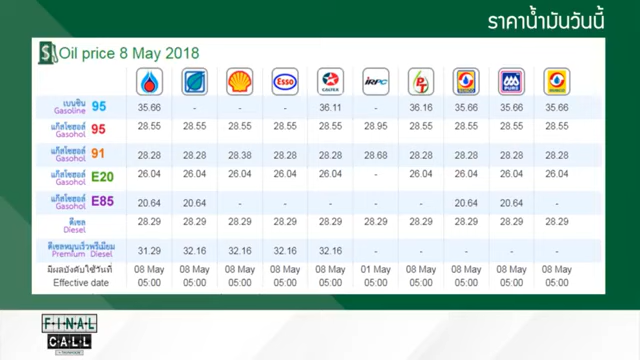 ราคาน้ำมันวันนี้
Oil price 8 May 2018
Esso CALTEX IRPC PT
เบนซิน Gasoline 95 35.66 - - - 36.11 - 36.16 35.66 35.66 35.66
แก๊สโซฮอล์ Gasohol 95 28.55 28.55 28.55 28.55 28.55 28.95 28.55 28.55 28.55 28.55
แก๊สโซฮอล์ Gasohol 91 28.28 28.28 28.38 28.28 28.28 28.68 28.28 28.28 28.28 28.28
แก๊สโซฮอล์ Gasohol E20 26.04 26.04 26.04 26.04 26.04 - 26.04 26.04 26.04 26.04
แก๊สโซฮอล์ Gasohol E85 20.64 20.64 - - - - - 20.64 20.64 -
ดีเซล Diesel 28.29 28.29 28.29 28.29 28.29 28.29 28.29 28.29 28.29 28.29
ดีเซลหมุนเร็วพรีเมียม Premium Diesel 31.29 32.16 32.16 32.16 32.16 - - - - -
มีผลบังคับใช้วันที่ 08 May 08 May 08 May 08 May 08 May 01 May 08 May 08 May 08 May 08 May
Effective date 05:00 05:00 05:00 05:00 05:00 05:00 05:00 05:00 05:00 05:00
FINAL
CALL